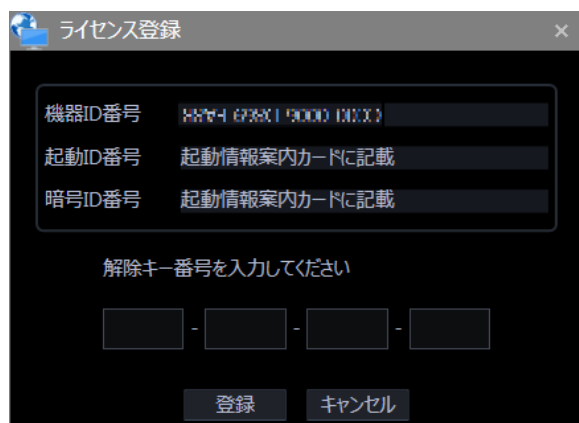 ライセンス登録
機器ID番号
起動ID番号 起動情報案内カードに記載
暗号ID番号 起動情報案内カードに記載
解除キー番号を入力してください
- - -
登録 キャンセル